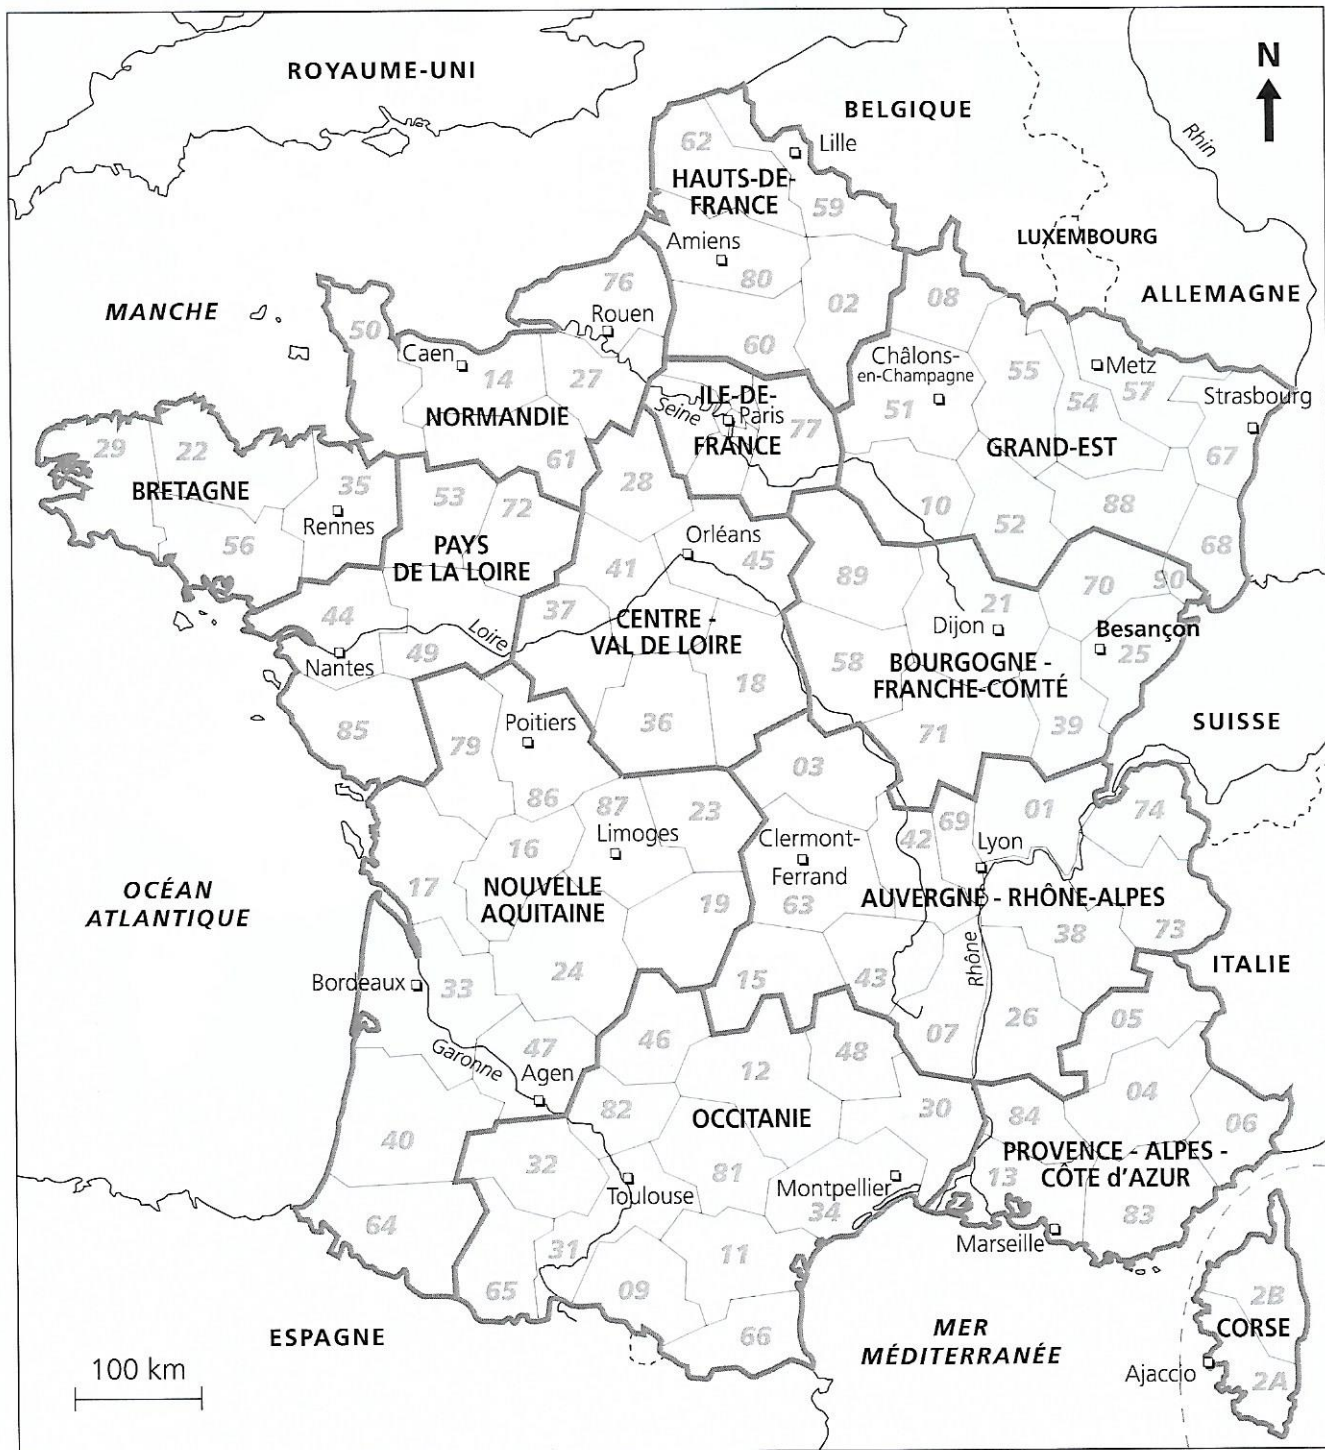 ROYAUME-UNI
N
BELGIQUE
Rhin
62
Lille
HAUTS-DE-
FRANCE
59
LUXEMBOURG
Amiens
76
80
02
08
ALLEMAGNE
MANCHE
50
Rouen
60
Caen
14
27
Châlons-
en-Champagne
55
Metz
54
57
ILE-DE-
Seine
Paris
FRANCE
77
51
Strasbourg
NORMANDIE
GRAND-EST
29
22
61
67
BRETAGNE
35
53
72
28
10
52
88
Rennes
56
PAYS
DE LA LOIRE
Orléans
41
45
89
68
70
90
44
37
21
Loire
CENTRE -
VAL DE LOIRE
Dijon
Besançon
25
Nantes
49
58
BOURGOGNE -
FRANCHE-COMTÉ
18
85
79
Poitiers
36
71
39
SUISSE
03
86
87
23
42
69
01
74
Limoges
Clermont-
Ferrand
Lyon
16
OCÉAN
ATLANTIQUE
17
NOUVELLE
AQUITAINE
19
63
AUVERGNE - RHÔNE-ALPES
38
73
ITALIE
Rhône
Bordeaux
33
24
15
43
07
26
05
47
46
Garonne
Agen
12
48
82
OCCITANIE
30
84
04
06
40
32
81
PROVENCE - ALPES -
CÔTE d'AZUR
13
Toulouse
Montpellier
34
83
64
31
11
Marseille
65
09
2B
ESPAGNE
66
MER
MÉDITERRANÉE
CORSE
100 km
Ajaccio
2A